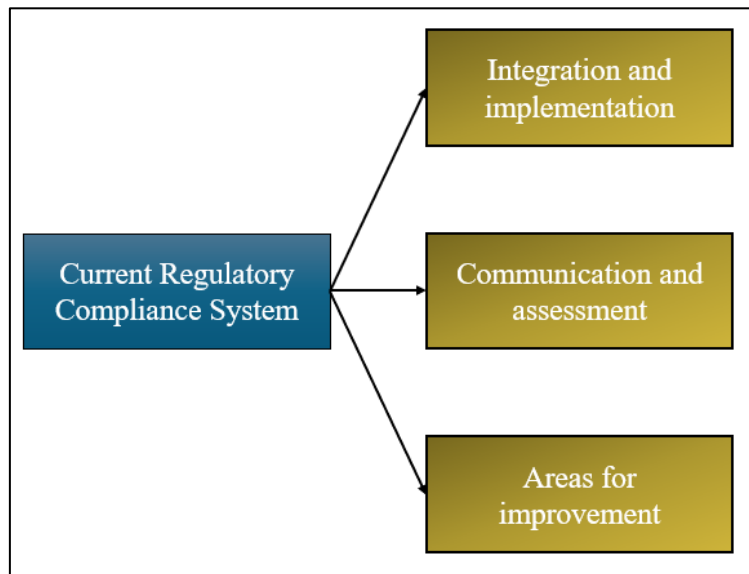 Integration and
implementation
Current Regulatory
Compliance System
Communication and
assessment
Areas for
improvement